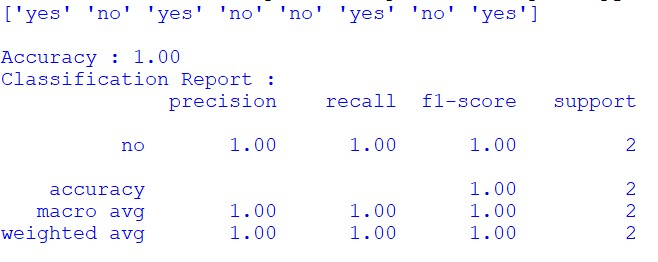 ['yes' 'no' 'yes' 'no' 'no' 'yes' 'no' 'yes']
Accuracy : 1.00
Classification Report :
precision recall f1-score support
no 1.00 1.00 1.00 2
accuracy 1.00 2
macro avg 1.00 1.00 1.00 2
weighted avg 1.00 1.00 1.00 2